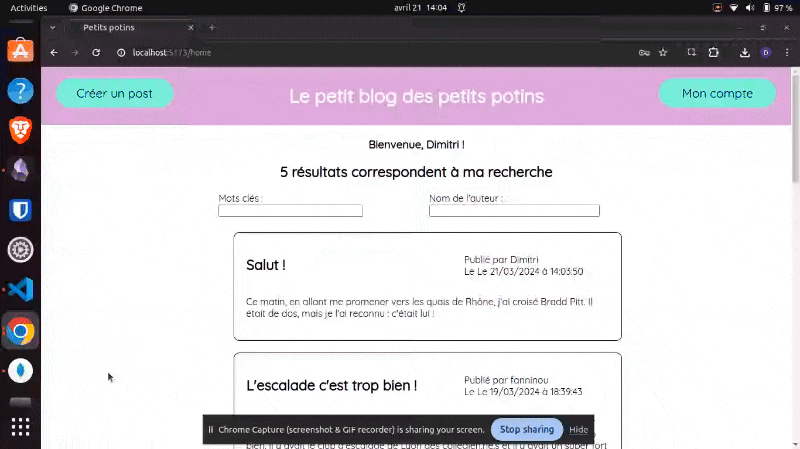 Activities
Google Chrome
avril 21 14:04
97 %
Petits potins
localhost:5173/home
D
Créer un post
Le petit blog des petits potins
Mon compte
Bienvenue, Dimitri !
5 résultats correspondent à ma recherche
Mots clés :
Nom de l'auteur :
Salut !
Publié par Dimitri
Le Le 21/03/2024 à 14:03:50
Ce matin, en allant me promener vers les quais de Rhône, j'ai croisé Bradd Pitt. Il
était de dos, mais je l'ai reconnu : c'était lui !
L'escalade c'est trop bien !
Publié par fanninou
Le Le 19/03/2024 à 18:39:43
Chrome Capture (screenshot & GIF recorder) is sharing your screen.
Stop sharing
Hide
bien, il y avait le club d'escalade de Lyon des collégien.ne.s et il y avait un super fort